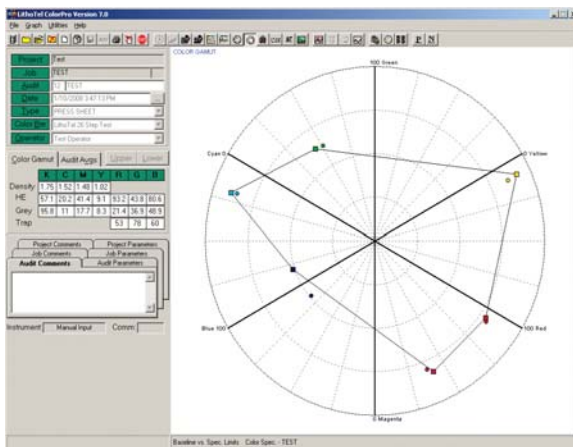 LithoTel ColorPro Version 7.0
File Graph Utilities Help
Project Test
Job TEST
Audit 12 TEST
Date 1/10/2008 3:47:13 PM ...
Type PRESS SHEET
Color Bar LithoTel 26 Step Test
Operator Test Operator
Color Gamut Audit Avgs Upper Lower
K C M Y R G B
Density 1.75 1.52 1.48 1.02
HE 57.1 20.2 41.4 9.1 93.2 43.8 80.6
Grey 95.8 11 17.7 8.3 21.4 36.9 48.9
Trap 53 78 60
Project Comments Project Parameters
Job Comments Job Parameters
Audit Comments Audit Parameters
Instrument Manual Input Comm:
COLOR GAMUT
100 Green
Cyan 0
0 Yellow
Blue 100
100 Red
0 Magenta
Baseline vs. Spec. Limits Color Spec. - TEST